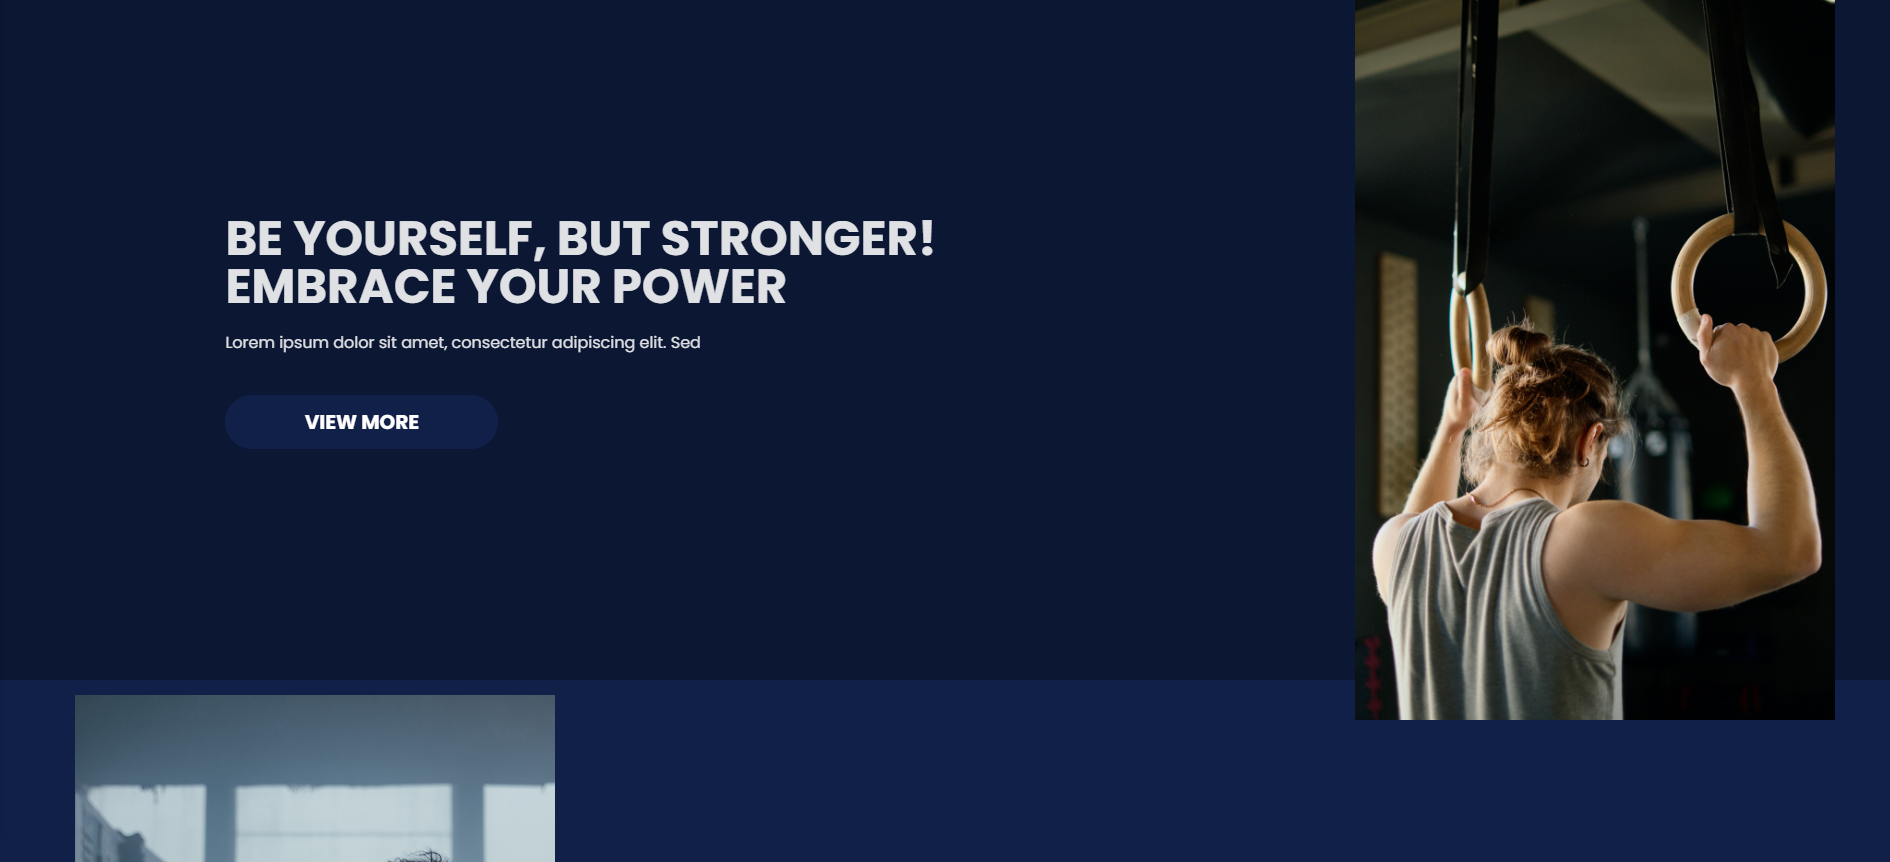 BE YOURSELF, BUT STRONGER!
EMBRACE YOUR POWER
Lorem ipsum dolor sit amet, consectetur adipiscing elit. Sed
VIEW MORE